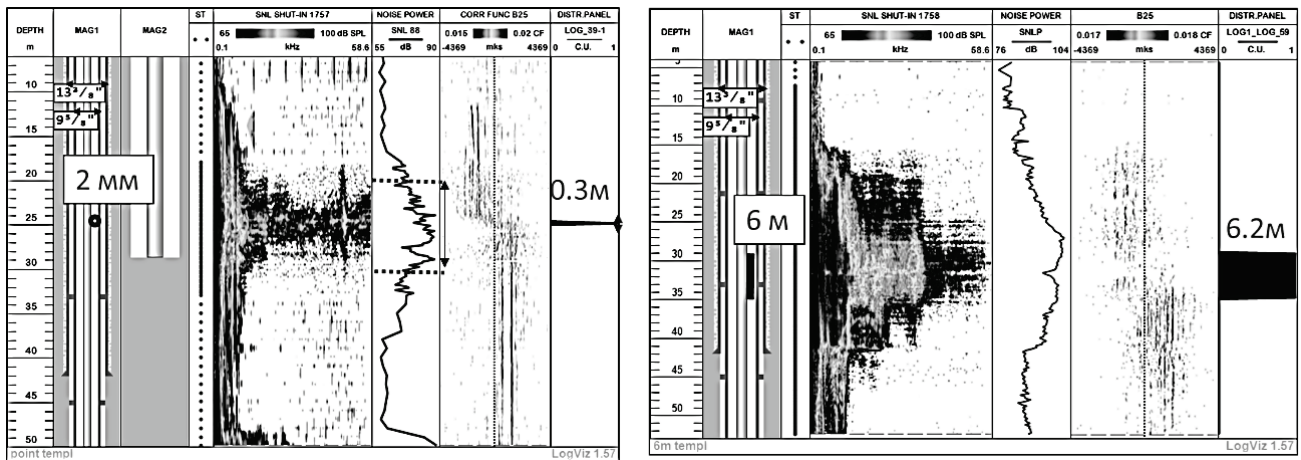 DEPTH MAG1 MAG2 ST SNL SHUT-IN 1757 NOISE POWER CORR FUNC B25 DISTR.PANEL
65 100 dB SPL SNL 88 0.015 0.02 CF LOG_39-1
m 0.1 kHz 58.6 55 dB 90 -4369 mks 4369 0 C.U. 1
10
13³/₈"
9⁵/₈"
15
20
2 мм
0.3м
25
30
35
40
45
50
point templ LogViz 1.57
DEPTH MAG1 ST SNL SHUT-IN 1758 NOISE POWER B25 DISTR.PANEL
65 100 dB SPL SNLP 0.017 0.018 CF LOG1_LOG_59
m 0.1 kHz 58.6 76 dB 104 -4369 mks 4369 0 C.U. 1
5
13³/₈"
10
9⁵/₈"
15
20
25
6 м
6.2м
30
35
40
45
50
6m templ LogViz 1.57